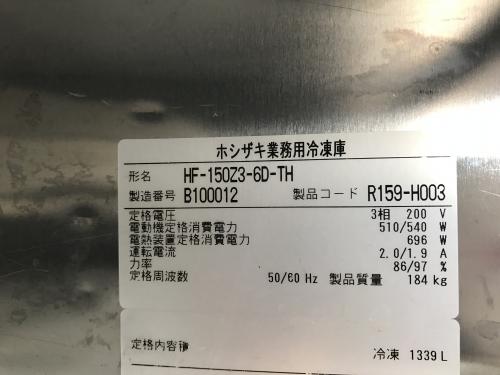 ホシザキ業務用冷凍庫
形名 HF-150Z3-6D-TH
製造番号 B100012 製品コード R159-H003
定格電圧 3相 200 V
電動機定格消費電力 510/540 W
電熱装置定格消費電力 696 W
運転電流 2.0/1.9 A
力率 86/97 %
定格周波数 50/60 Hz 製品質量 184 kg
定格内容積 冷凍 1339 L